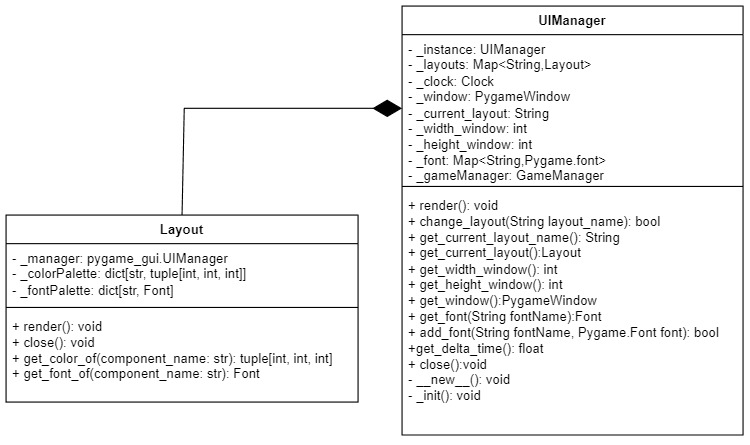 UIManager
- _instance: UIManager
- _layouts: Map<String,Layout>
- _clock: Clock
- _window: PygameWindow
- _current_layout: String
- _width_window: int
- _height_window: int
- _font: Map<String,Pygame.font>
- _gameManager: GameManager
+ render(): void
+ change_layout(String layout_name): bool
+ get_current_layout_name(): String
+ get_current_layout():Layout
+ get_width_window(): int
+ get_height_window(): int
+ get_window():PygameWindow
+ get_font(String fontName):Font
+ add_font(String fontName, Pygame.Font font): bool
+get_delta_time(): float
+ close():void
- __new__(): void
- _init(): void
Layout
- _manager: pygame_gui.UIManager
- _colorPalette: dict[str, tuple[int, int, int]]
- _fontPalette: dict[str, Font]
+ render(): void
+ close(): void
+ get_color_of(component_name: str): tuple[int, int, int]
+ get_font_of(component_name: str): Font